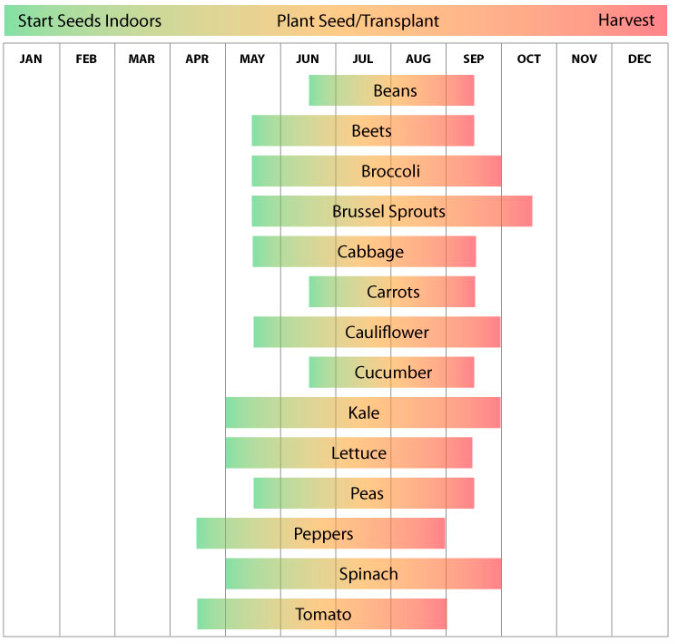 Start Seeds Indoors Plant Seed/Transplant Harvest
JAN FEB MAR APR MAY JUN JUL AUG SEP OCT NOV DEC
Beans
Beets
Broccoli
Brussel Sprouts
Cabbage
Carrots
Cauliflower
Cucumber
Kale
Lettuce
Peas
Peppers
Spinach
Tomato